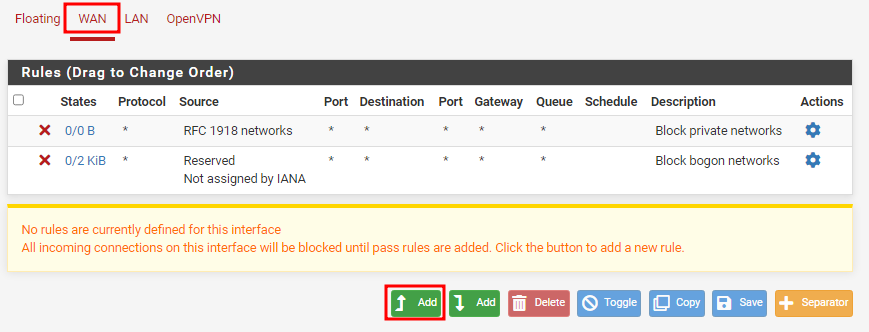 Floating WAN LAN OpenVPN
Rules (Drag to Change Order)
States Protocol Source Port Destination Port Gateway Queue Schedule Description Actions
0/0 B * RFC 1918 networks * * * * * Block private networks
0/2 KiB * Reserved * * * * * Block bogon networks
Not assigned by IANA
No rules are currently defined for this interface
All incoming connections on this interface will be blocked until pass rules are added. Click the button to add a new rule.
Add Add Delete Toggle Copy Save Separator